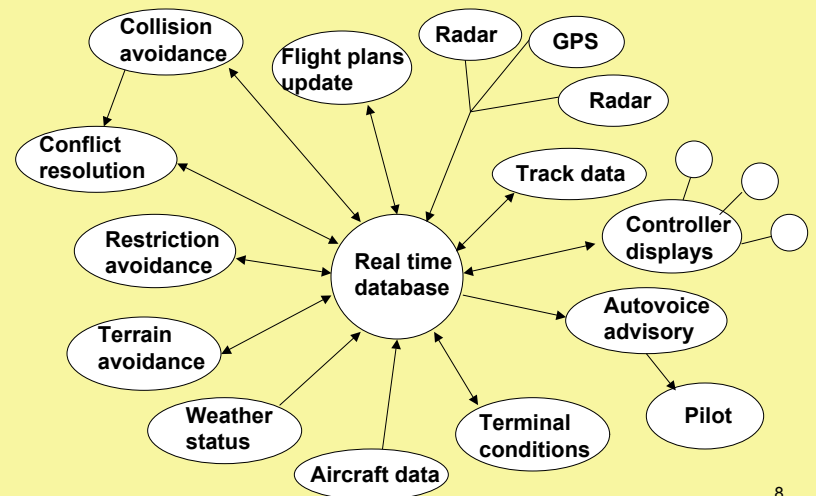 Collision
avoidance
Flight plans
update
Radar
GPS
Radar
Conflict
resolution
Track data
Restriction
avoidance
Real time
database
Controller
displays
Terrain
avoidance
Autovoice
advisory
Weather
status
Aircraft data
Terminal
conditions
Pilot
8